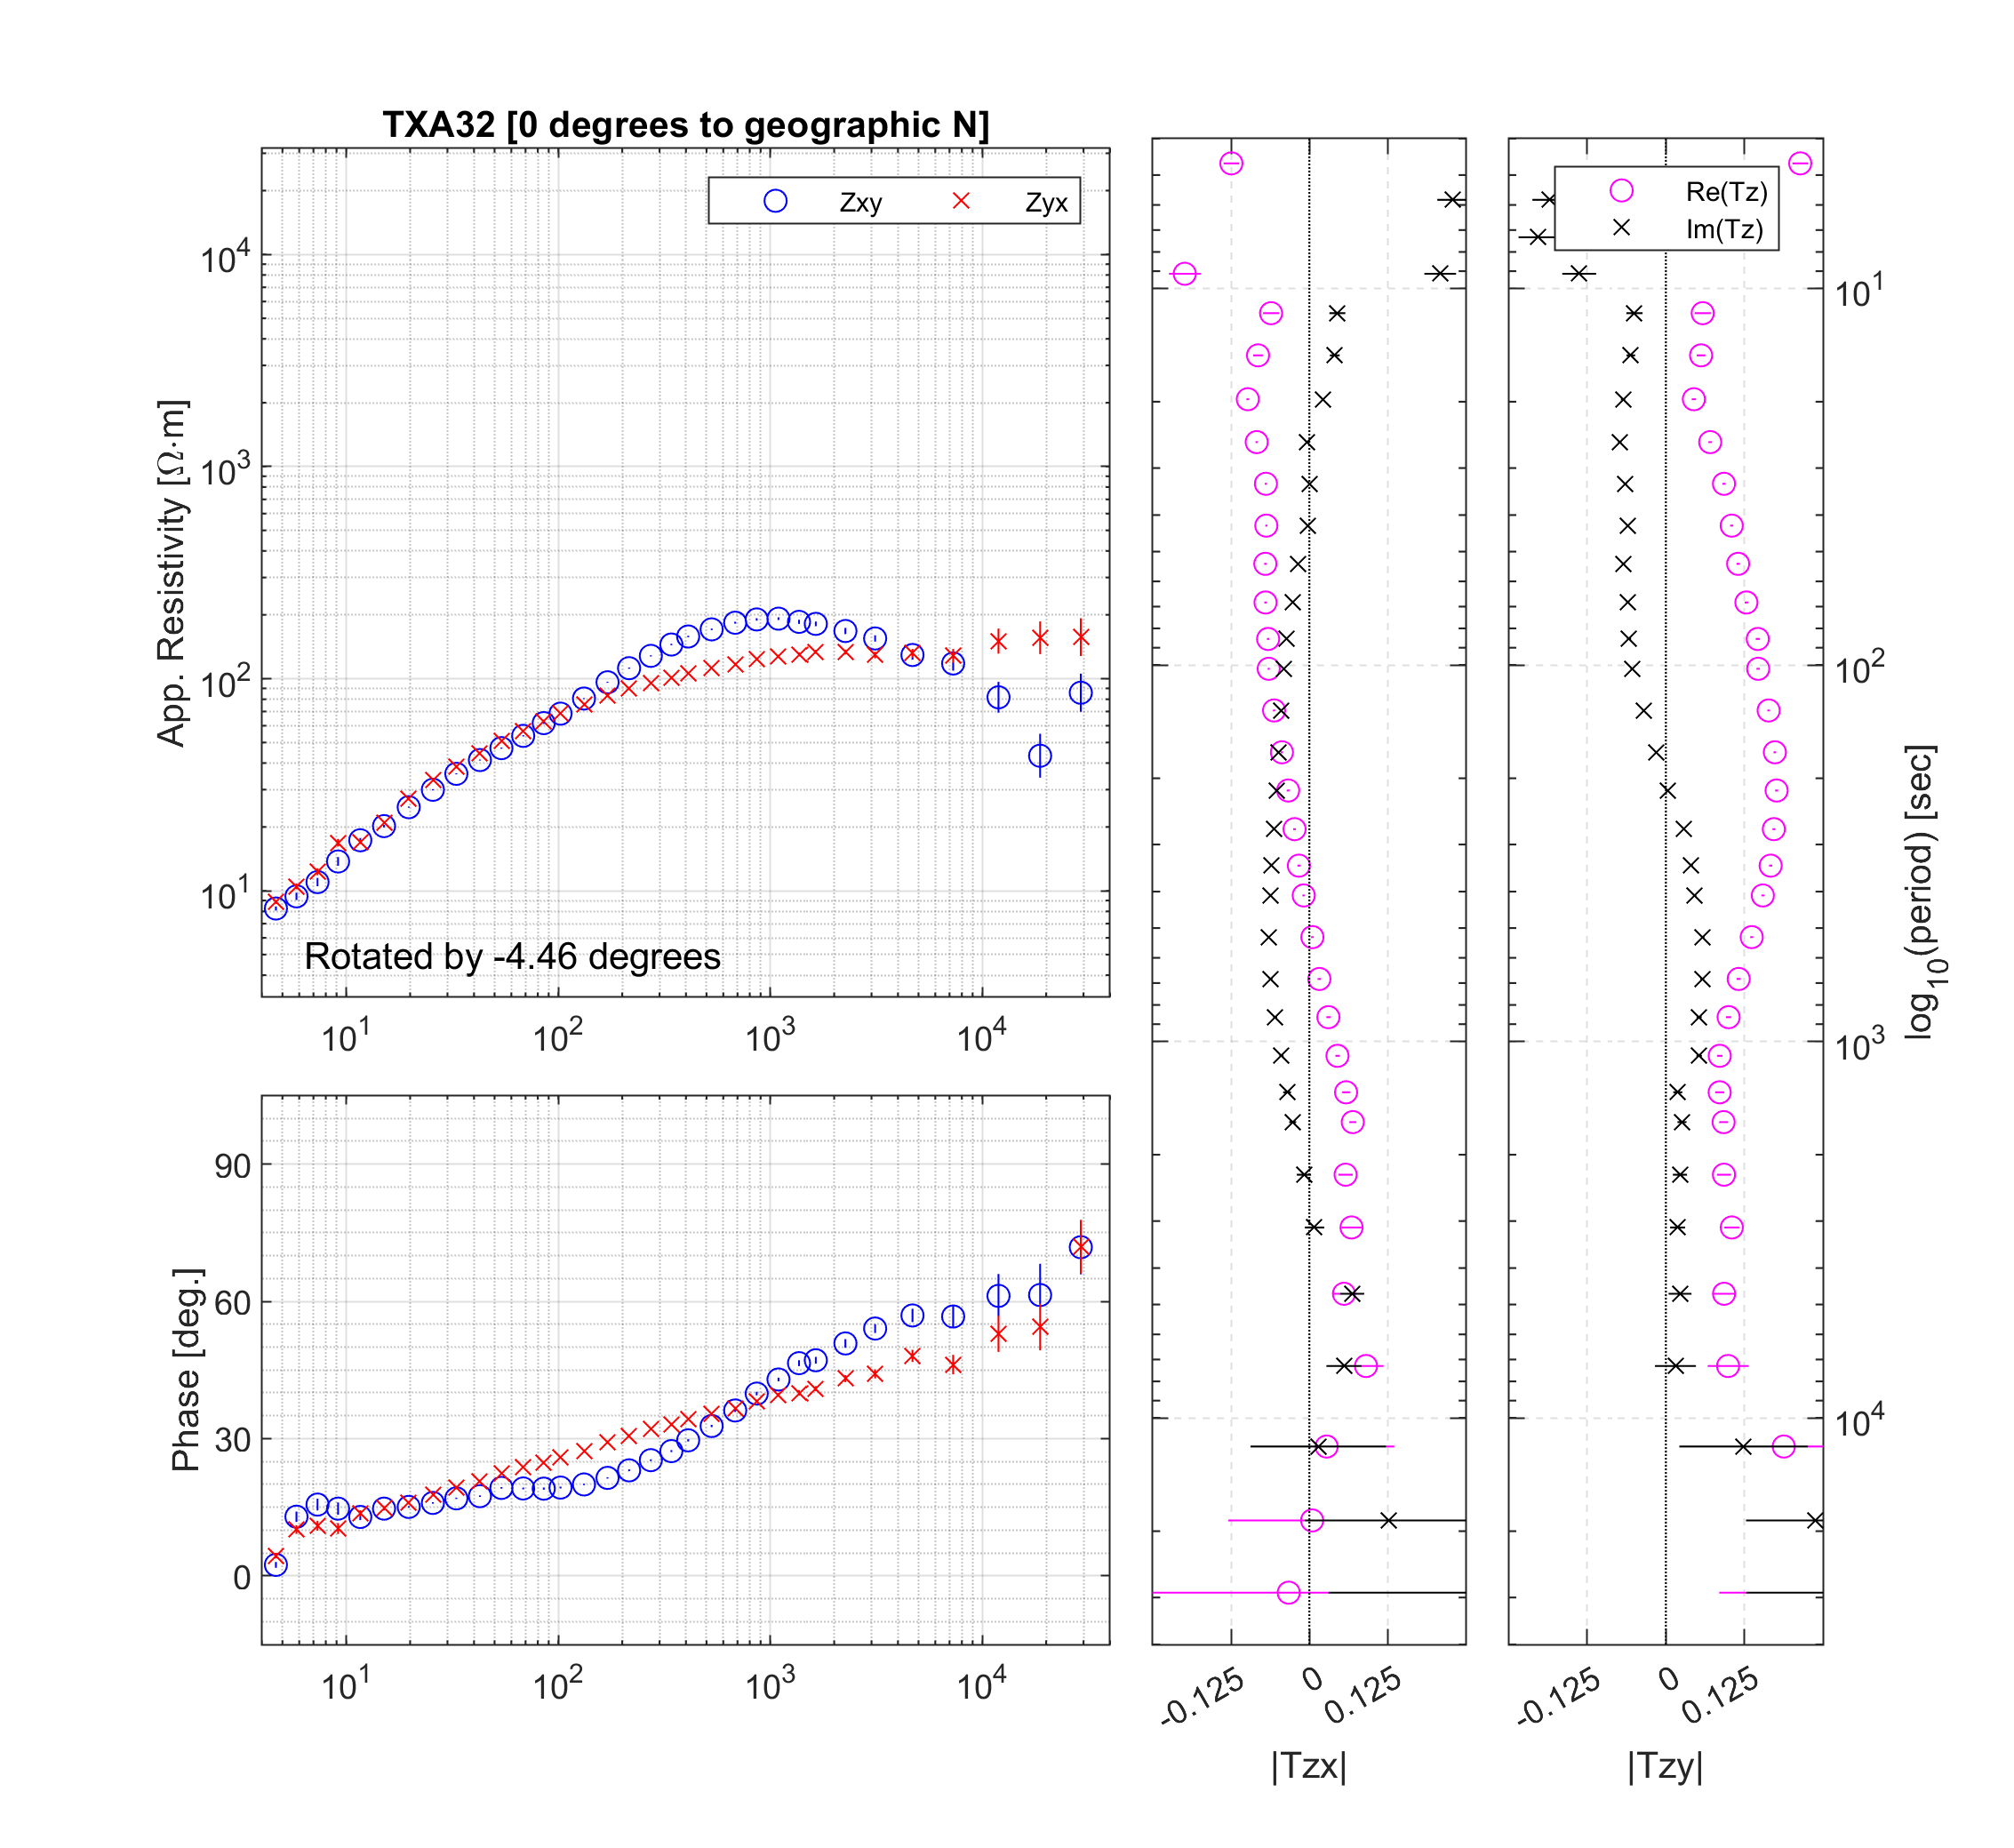 TXA32 [0 degrees to geographic N]
Zxy Zyx
App. Resistivity [Ω·m]
10^4
10^3
10^2
10^1
Rotated by -4.46 degrees
10^1 10^2 10^3 10^4
Phase [deg.]
90
60
30
0
10^1 10^2 10^3 10^4
-0.125 0 0.125
|Tzx|
Re(Tz)
Im(Tz)
-0.125 0 0.125
|Tzy|
10^1
10^2
10^3
10^4
log_10(period) [sec]